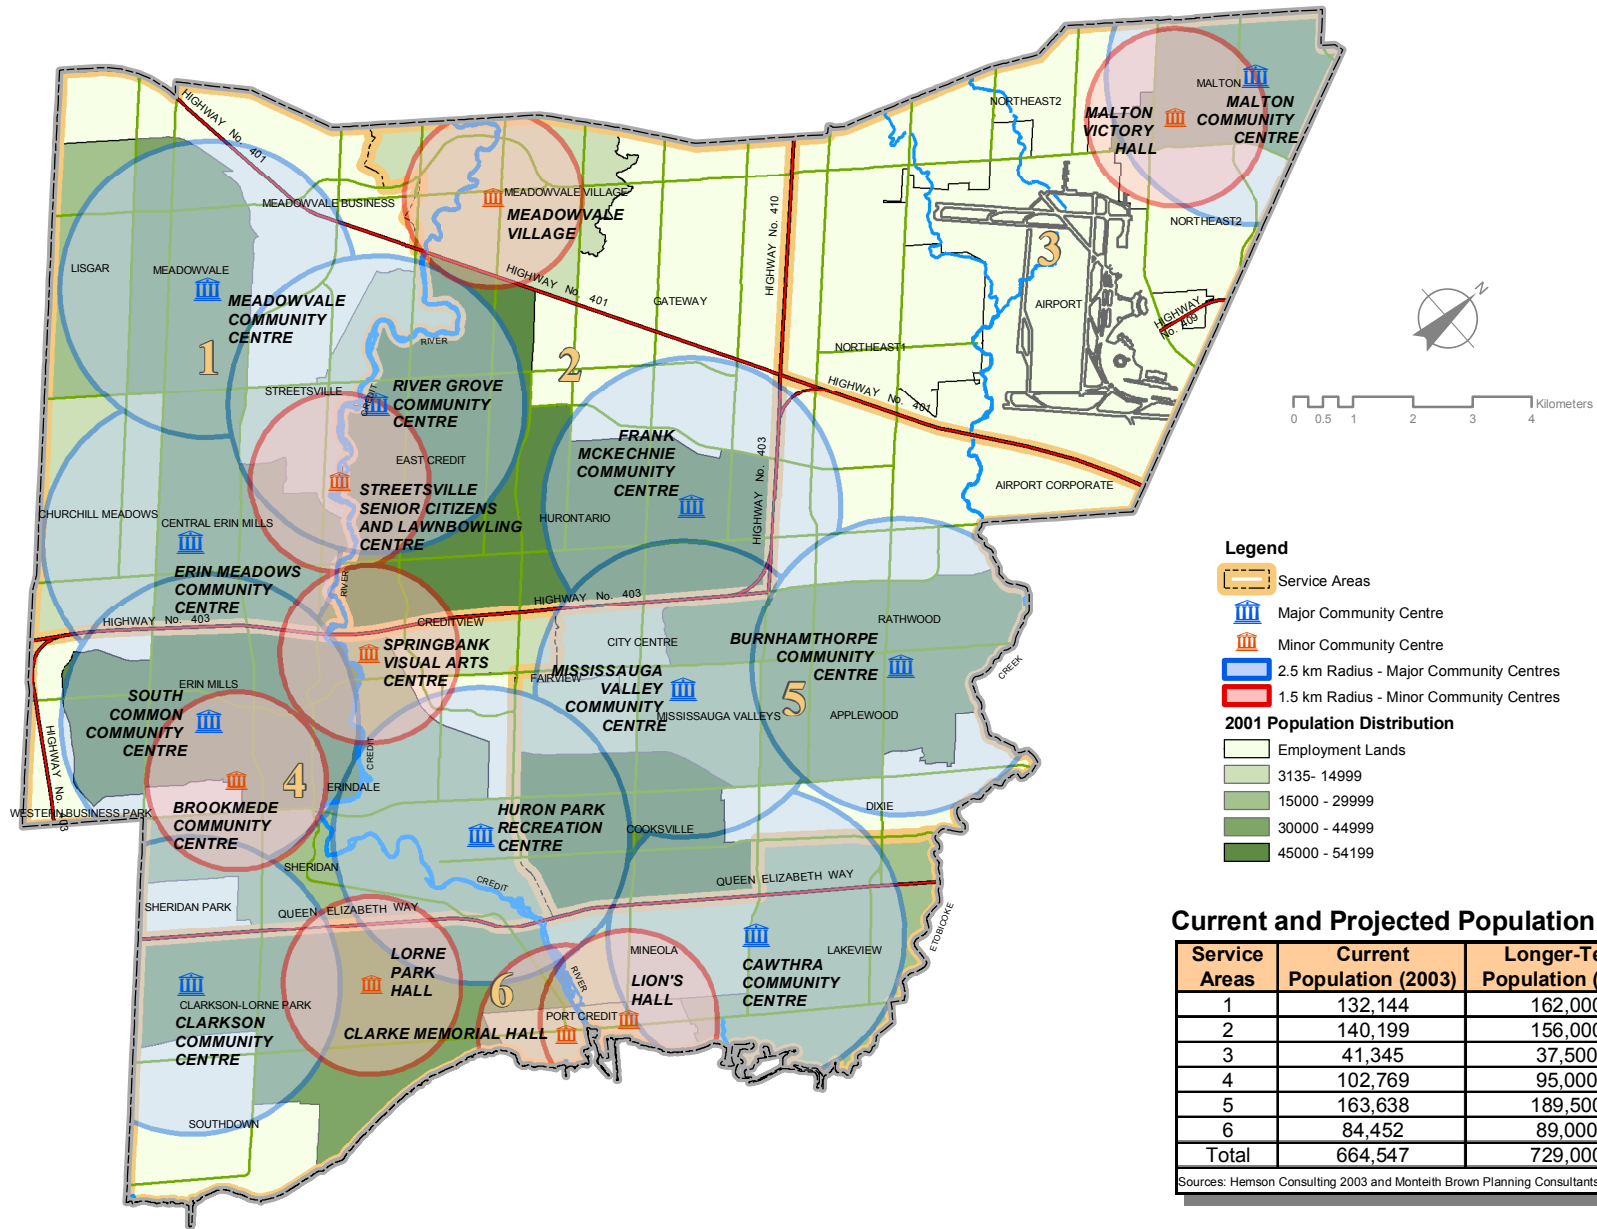 NORTHEAST2
MALTON
MALTON
COMMUNITY
CENTRE
MALTON
VICTORY
HALL
NORTHEAST2
HIGHWAY No. 401
MEADOWVALE BUSINESS
MEADOWVALE VILLAGE
MEADOWVALE
VILLAGE
HIGHWAY No. 410
3
AIRPORT
HIGHWAY
No. 409
LISGAR
MEADOWVALE
MEADOWVALE
COMMUNITY
CENTRE
1
HIGHWAY No. 401
GATEWAY
NORTHEAST1
2
RIVER
STREETSVILLE
CREDIT
RIVER GROVE
COMMUNITY
CENTRE
HIGHWAY No. 401
N
0 0.5 1 2 3 4
Kilometers
FRANK
MCKECHNIE
COMMUNITY
CENTRE
HIGHWAY No. 403
EAST CREDIT
STREETSVILLE
SENIOR CITIZENS
AND LAWNBOWLING
CENTRE
HURONTARIO
AIRPORT CORPORATE
CHURCHILL MEADOWS
CENTRAL ERIN MILLS
ERIN MEADOWS
COMMUNITY
CENTRE
RIVER
HIGHWAY No. 403
HIGHWAY No. 403
CREDITVIEW
SPRINGBANK
VISUAL ARTS
CENTRE
CITY CENTRE
FAIRVIEW
MISSISSAUGA
VALLEY
COMMUNITY
CENTRE
MISSISSAUGA VALLEYS
RATHWOOD
BURNHAMTHORPE
COMMUNITY
CENTRE
5
APPLEWOOD
CREEK
ERIN MILLS
SOUTH
COMMON
COMMUNITY
CENTRE
HIGHWAY No. 403
WESTERN BUSINESS PARK
4
CREDIT
ERINDALE
BROOKMEDE
COMMUNITY
CENTRE
HURON PARK
RECREATION
CENTRE
COOKSVILLE
DIXIE
SHERIDAN
CREDIT
QUEEN ELIZABETH WAY
SHERIDAN PARK
QUEEN ELIZABETH WAY
ETOBICOKE
LORNE
PARK
HALL
6
RIVER
MINEOLA
LION'S
HALL
LAKEVIEW
CAWTHRA
COMMUNITY
CENTRE
CLARKSON-LORNE PARK
CLARKSON
COMMUNITY
CENTRE
PORT CREDIT
CLARKE MEMORIAL HALL
SOUTHDOWN
Legend
Service Areas
Major Community Centre
Minor Community Centre
2.5 km Radius - Major Community Centres
1.5 km Radius - Minor Community Centres
2001 Population Distribution
Employment Lands
3135- 14999
15000 - 29999
30000 - 44999
45000 - 54199
Current and Projected Population
Service Current Longer-Te
Areas Population (2003) Population (
1 132,144 162,000
2 140,199 156,000
3 41,345 37,500
4 102,769 95,000
5 163,638 189,500
6 84,452 89,000
Total 664,547 729,000
Sources: Hemson Consulting 2003 and Monteith Brown Planning Consultants